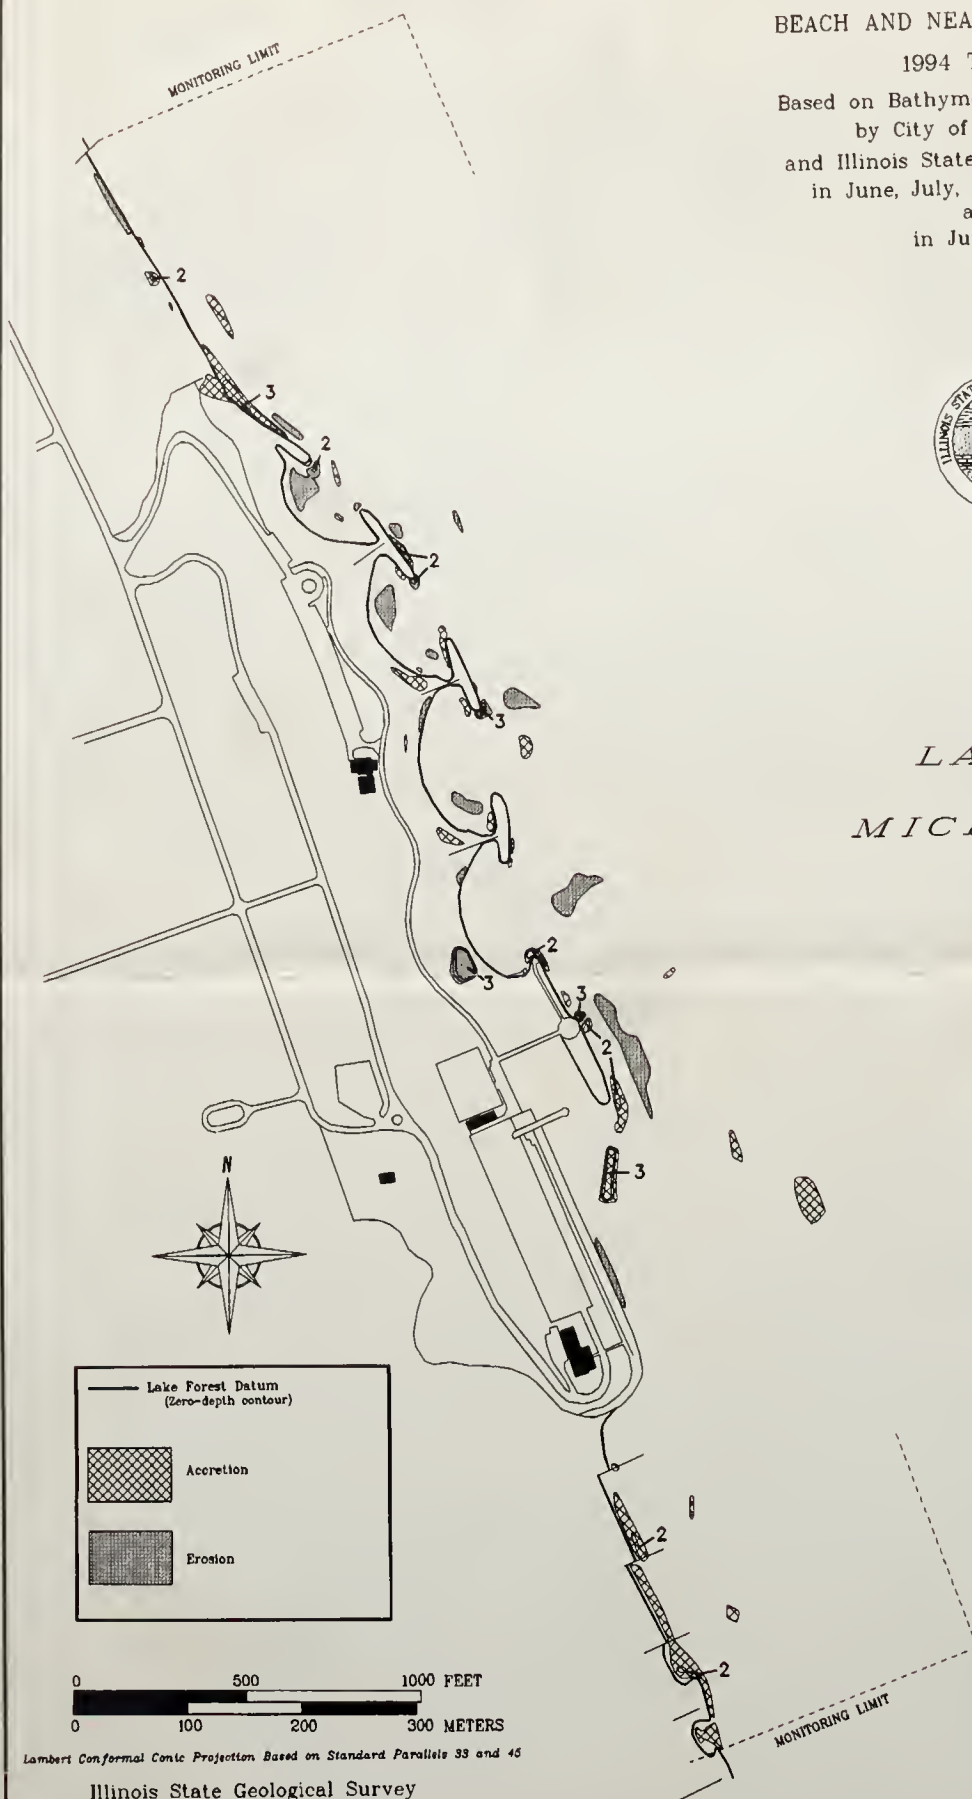 BEACH AND NEA
1994
Based on Bathym
by City of
and Illinois State
in June, July,
a
in Ju
MONITORING LIMIT
2
3
2
ILLINOIS STAT
2
3
LA
MICI
2
3
3
2
3
N
Lake Forest Datum
(Zero-depth contour)
Accretion
Erosion
2
2
MONITORING LIMIT
0 500 1000 FEET
0 100 200 300 METERS
Lambert Conformal Conic Projection Based on Standard Parallels 33 and 45
Illinois State Geological Survey